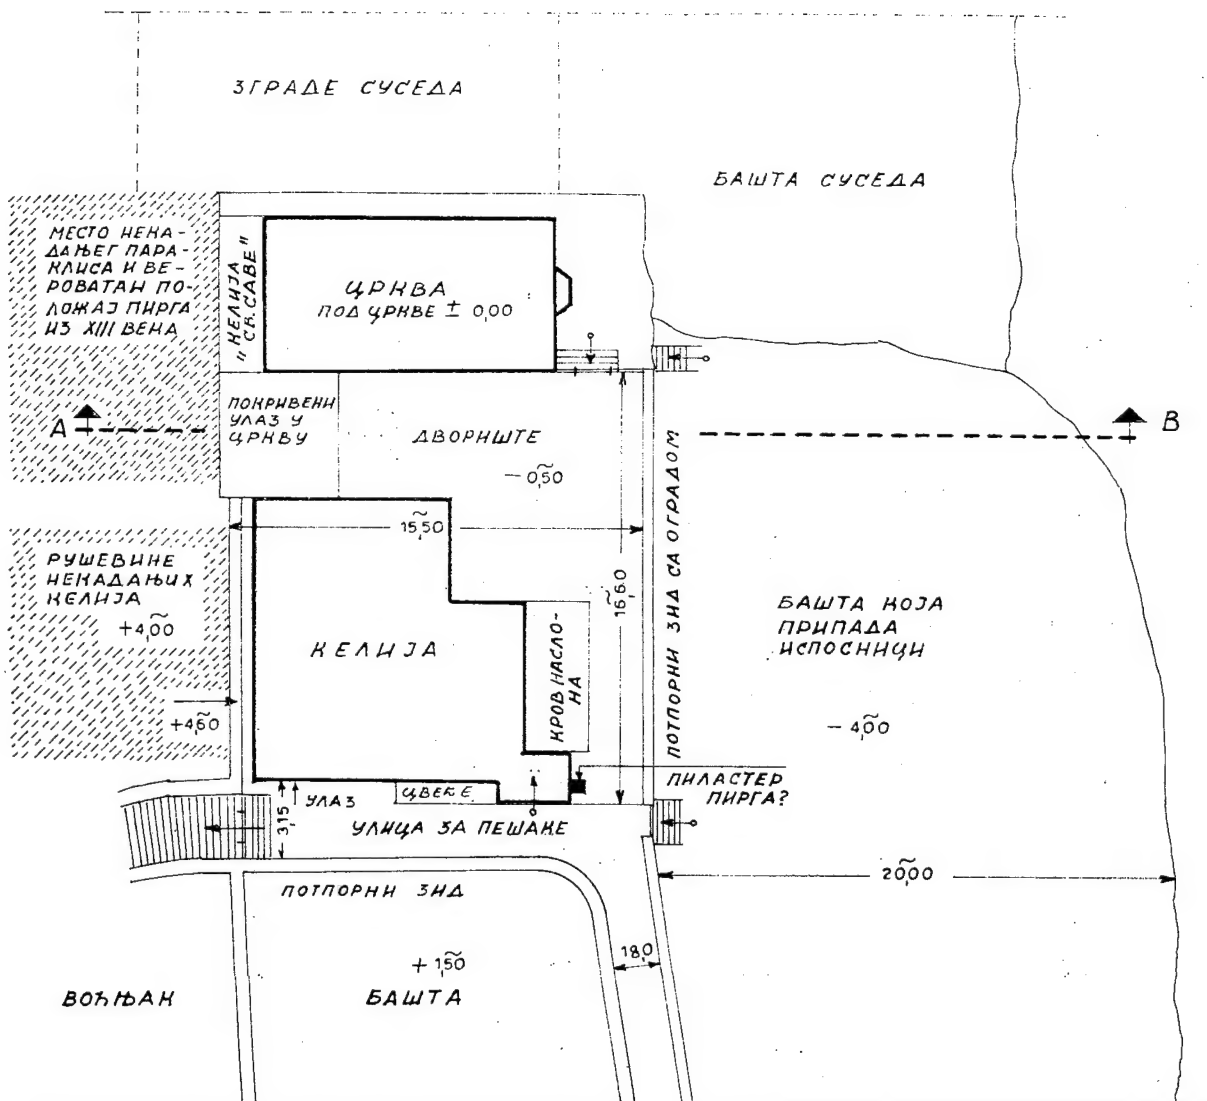 ЗГРАДЕ СУСЕДА
БАШТА СУСЕДА
МЕСТО НЕКА-
ДАЊЕГ ПАРА-
КЛИСА И ВЕ-
РОВАТАН ПО-
ЛОЖАЈ ПИРГА
ИЗ XIII ВЕКА
„КЕЛИЈА
СВ. САВЕ"
ЦРКВА
ПОД ЦРКВЕ ± 0,00
ПОКРИВЕНИ
УЛАЗ У
ЦРКВУ
ДВОРИШТЕ
– 0,50
A
B
15,50
16,60
ПОТПОРНИ ЗИД СА ОГРАДОМ
РУШЕВИНЕ
НЕКАДАЊИХ
КЕЛИЈА
+4,00
+4,60
КЕЛИЈА
КРОВ НАСЛО-
НА
БАШТА КОЈА
ПРИПАДА
ИСПОСНИЦИ
– 4,00
ПИЛАСТЕР
ПИРГА?
3,15
УЛАЗ
ЦВЕЋЕ
УЛИЦА ЗА ПЕШАКЕ
20,00
ПОТПОРНИ ЗИД
18,0
+ 1,50
ВОЋЊАК
БАШТА